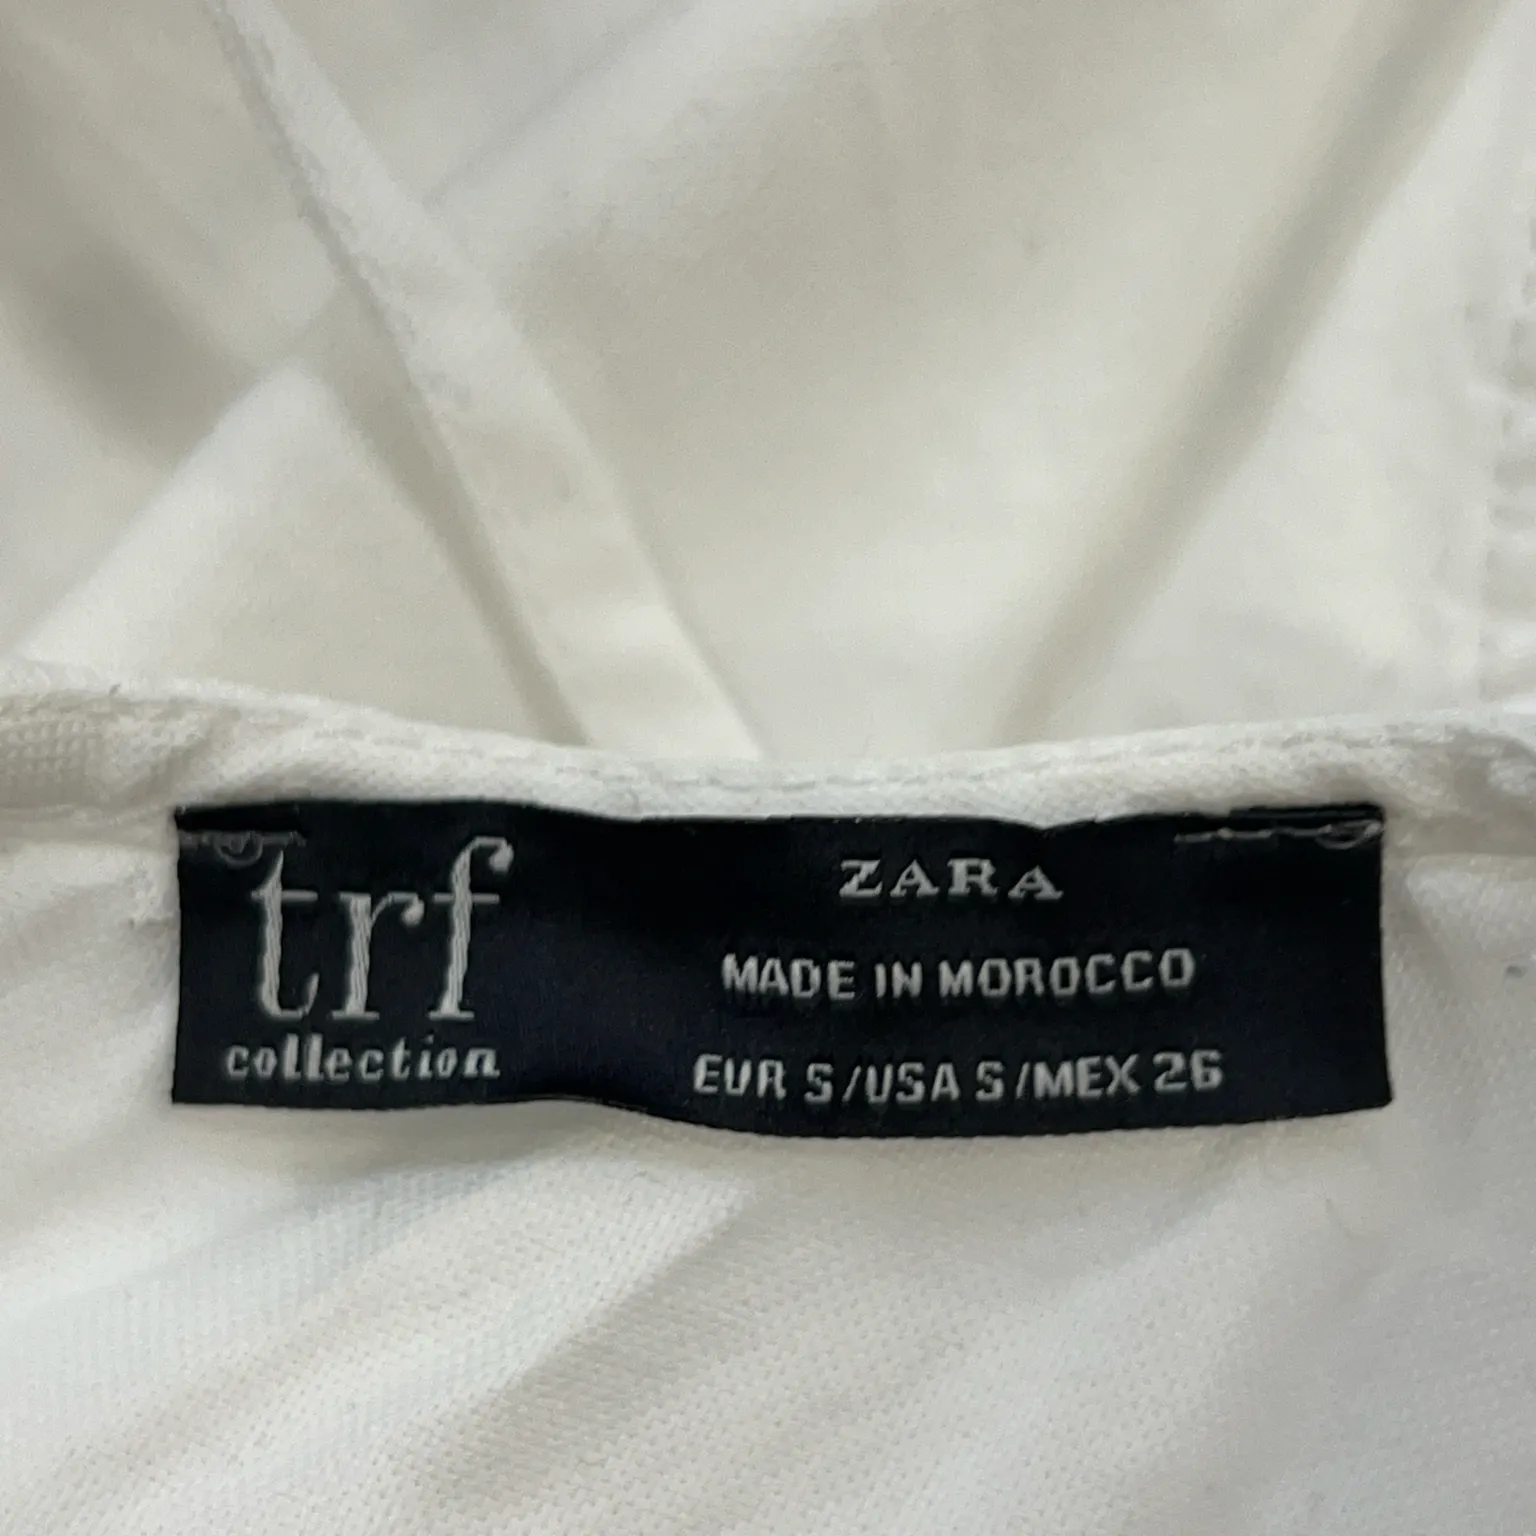 trf
collection
ZARA
MADE IN MOROCCO
EUR S/USA S/MEX 26